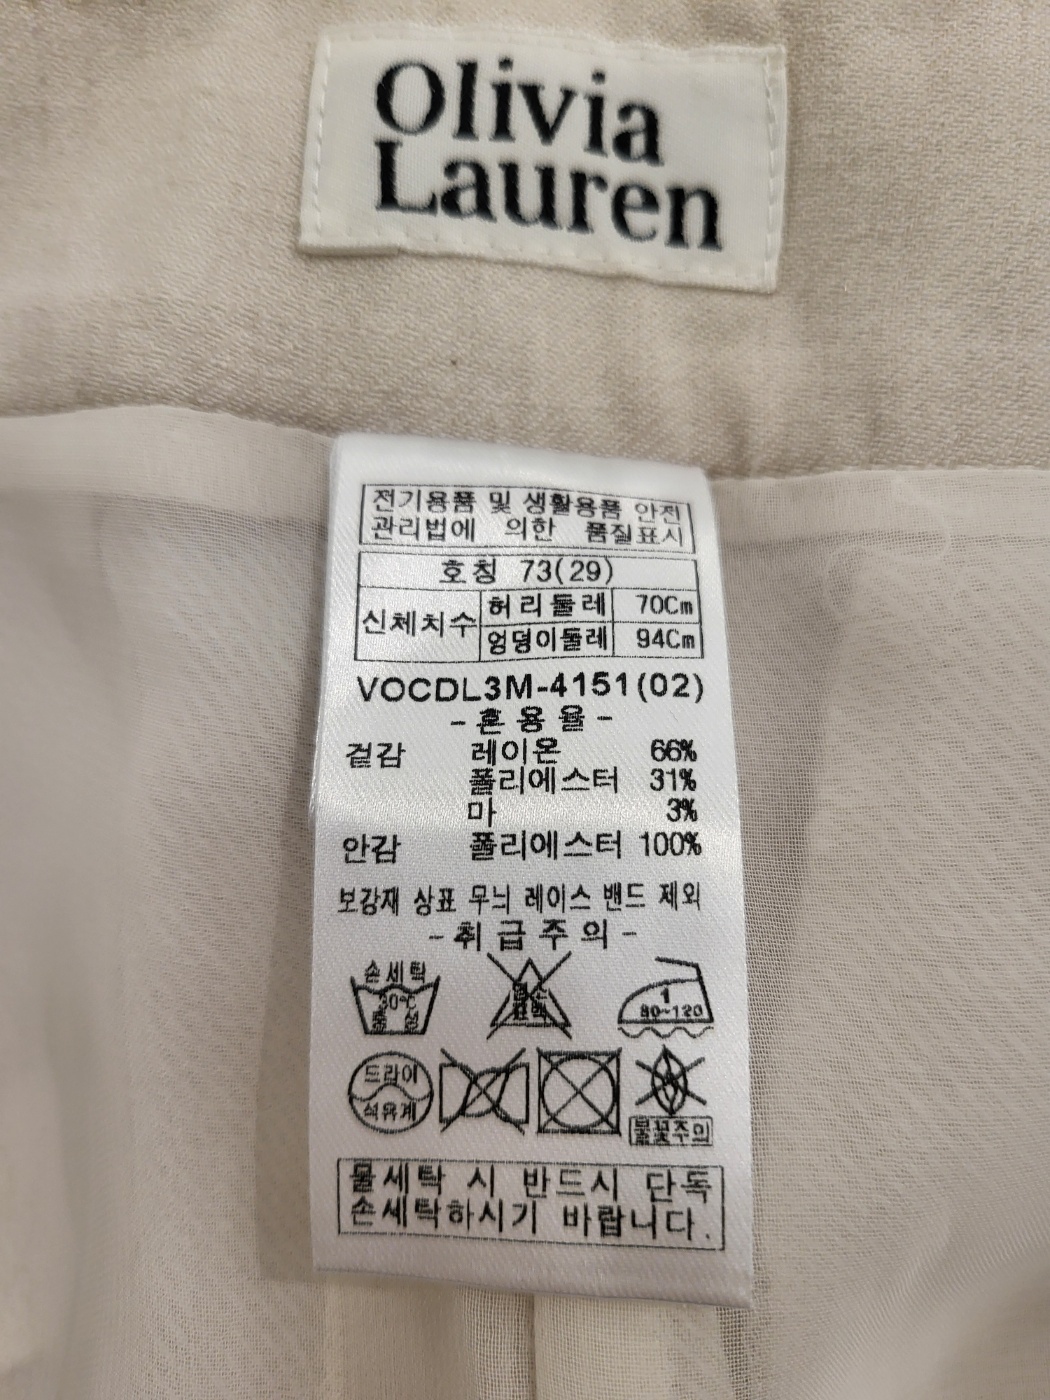 Olivia
Lauren
전기용품 및 생활용품 안전
관리법에 의한 품질표시
호칭 73(29)
신체치수 허리둘레 70Cm
엉덩이둘레 94Cm
VOCDL3M-4151(02)
-혼용율-
겉감 레이온 66%
폴리에스터 31%
마 3%
안감 폴리에스터 100%
보강재 상표 무늬 레이스 밴드 제외
-취급주의-
손세탁
30℃
중성
염소
표백
1
80~120
드라이
석유계
불꽃주의
물세탁 시 반드시 단독
손세탁하시기 바랍니다.